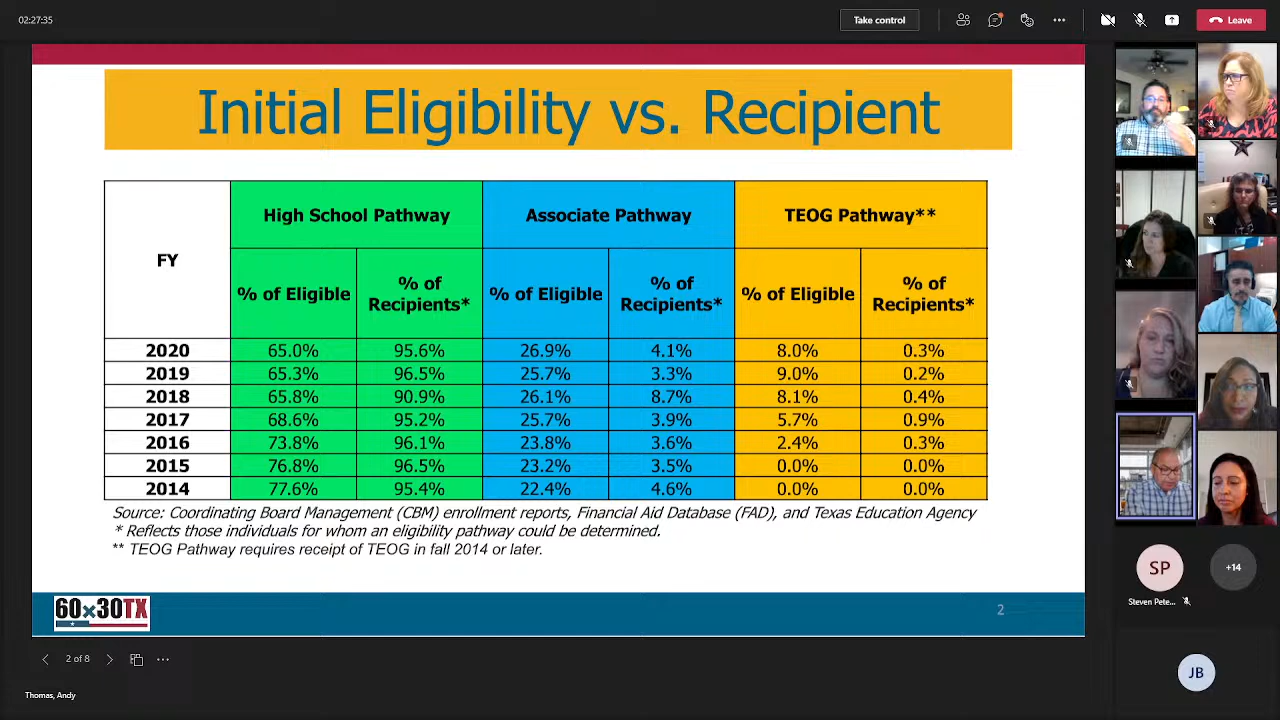 02:27:35
Take control
Leave
Initial Eligibility vs. Recipient
FY
High School Pathway
Associate Pathway
TEOG Pathway**
% of Eligible
% of Recipients*
% of Eligible
% of Recipients*
% of Eligible
% of Recipients*
2020 65.0% 95.6% 26.9% 4.1% 8.0% 0.3%
2019 65.3% 96.5% 25.7% 3.3% 9.0% 0.2%
2018 65.8% 90.9% 26.1% 8.7% 8.1% 0.4%
2017 68.6% 95.2% 25.7% 3.9% 5.7% 0.9%
2016 73.8% 96.1% 23.8% 3.6% 2.4% 0.3%
2015 76.8% 96.5% 23.2% 3.5% 0.0% 0.0%
2014 77.6% 95.4% 22.4% 4.6% 0.0% 0.0%
Source: Coordinating Board Management (CBM) enrollment reports, Financial Aid Database (FAD), and Texas Education Agency
* Reflects those individuals for whom an eligibility pathway could be determined.
** TEOG Pathway requires receipt of TEOG in fall 2014 or later.
60x30TX
2
2 of 8
Thomas, Andy
SP
+14
Steven Pete...
JB